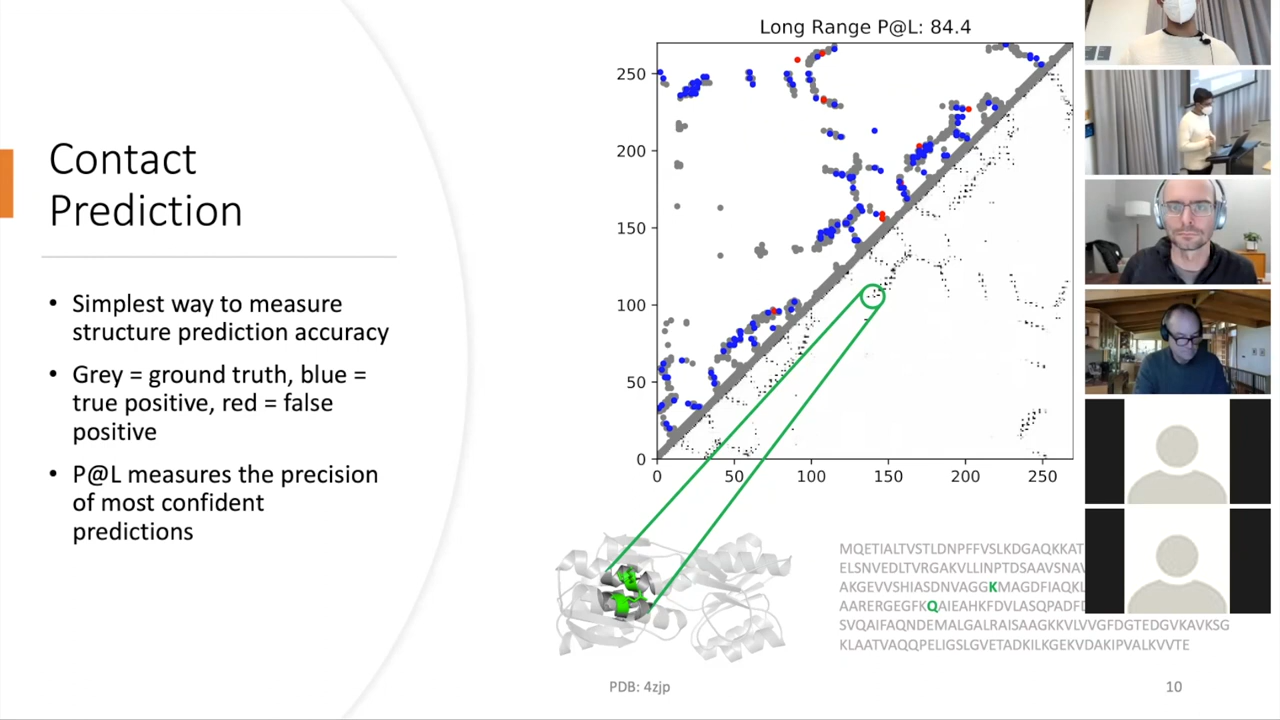 Contact
Prediction
• Simplest way to measure
structure prediction accuracy
• Grey = ground truth, blue =
true positive, red = false
positive
• P@L measures the precision
of most confident
predictions
Long Range P@L: 84.4
250
200
150
100
50
0
0 50 100 150 200 250
MQETIALTVSTLDNPFFVSLKDGAQKKAT
ELSNVEDLTVRGAKVLLINPTDSAAVSNAV
AKGEVVSHIASDNVAGGKMAGDFIAQKL
AARERGEGFKQAIEAHKFDVLASQPADFD
SVQAIFAQNDEMALGALRAISAAGKKVLVVGFDGTEDGVKAVKSG
KLAATVAQQPELIGSLGVETADKILKGEKVDAKIPVALKVVTE
PDB: 4zjp
10